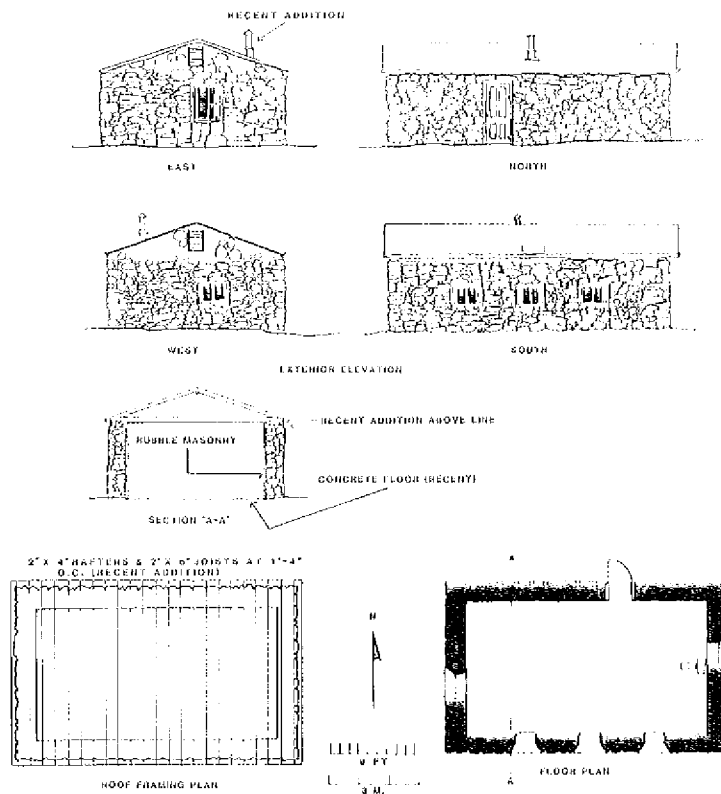 RECENT ADDITION
EAST
NORTH
WEST
SOUTH
EXTERIOR ELEVATION
RECENT ADDITION ABOVE LINE
RUBBLE MASONRY
CONCRETE FLOOR (RECENT)
SECTION "A-A"
2" X 4" RAFTERS & 2" X 6" JOISTS AT 1'-4"
O.C. (RECENT ADDITION)
A
N
FT
3 M.
ROOF FRAMING PLAN
FLOOR PLAN
A